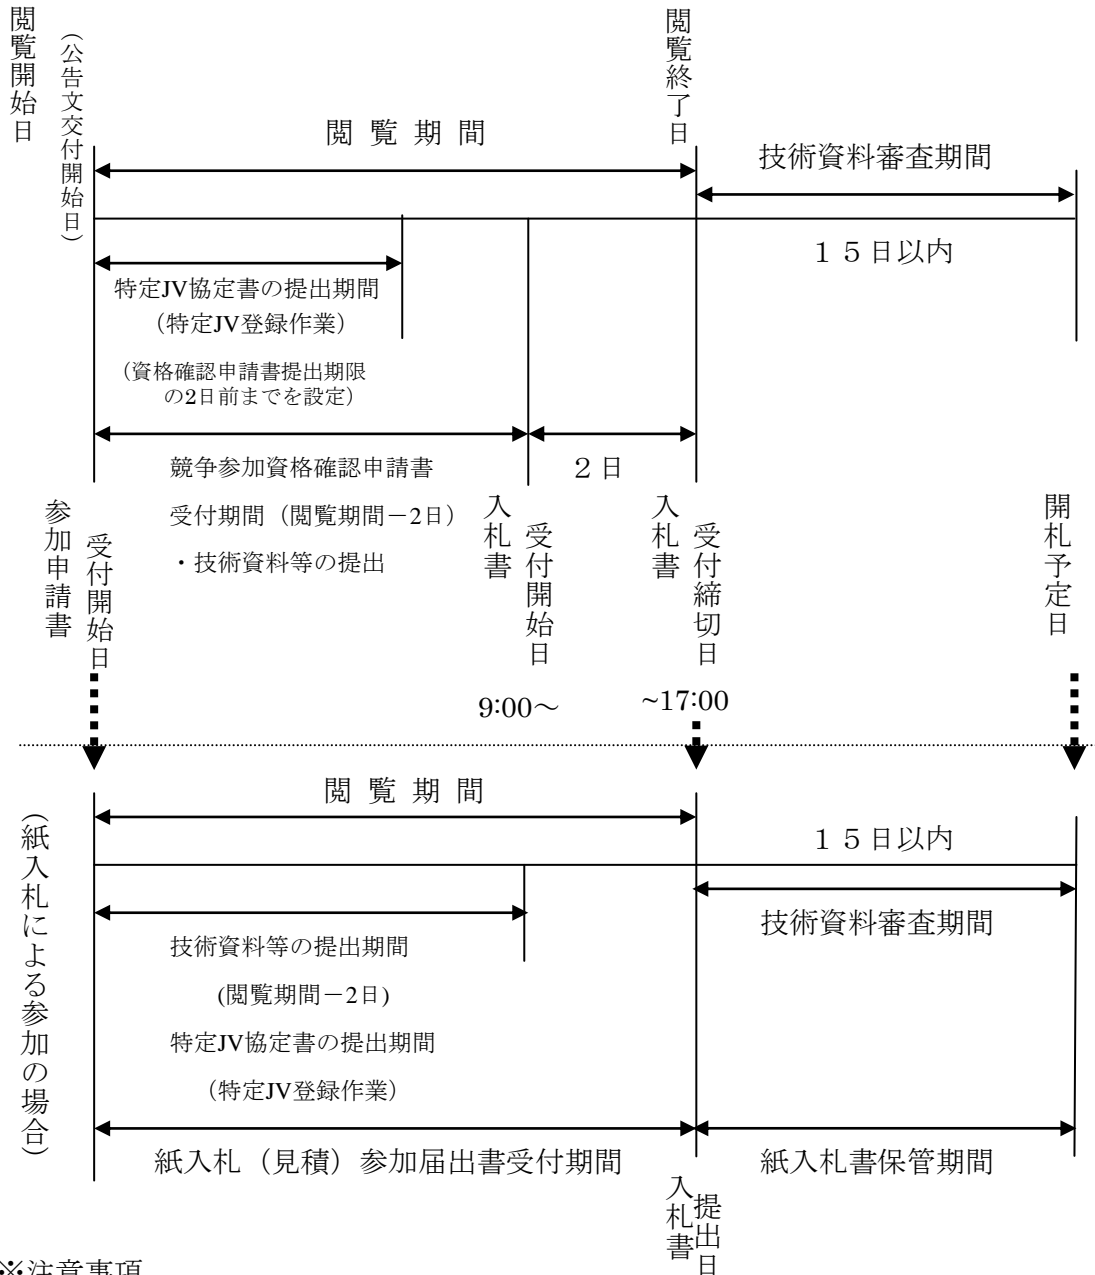 閲覧開始日
（公告文交付開始日）
閲覧終了日
閲 覧 期 間
技術資料審査期間
１５日以内
特定JV協定書の提出期間
（特定JV登録作業）
（資格確認申請書提出期限
の2日前までを設定）
競争参加資格確認申請書
２日
受付期間（閲覧期間－2日）
・技術資料等の提出
参加申請書
受付開始日
入札書
受付開始日
入札書
受付締切日
開札予定日
9:00～
~17:00
（紙入札による参加の場合）
閲 覧 期 間
１５日以内
技術資料審査期間
技術資料等の提出期間
(閲覧期間－2日)
特定JV協定書の提出期間
（特定JV登録作業）
紙入札（見積）参加届出書受付期間
紙入札書保管期間
入札書
提出日
※注意事項